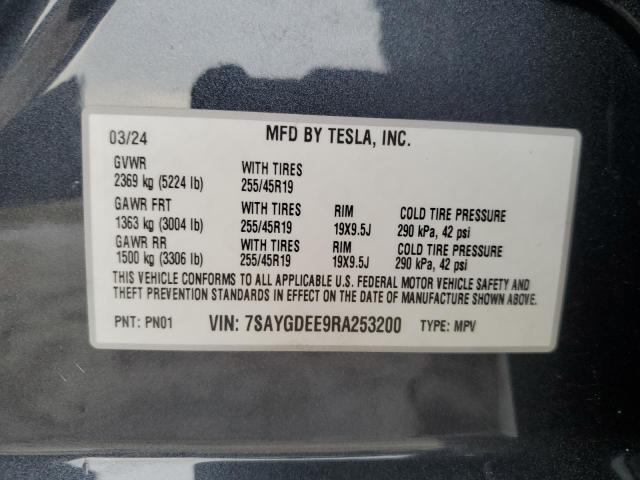 03/24 MFD BY TESLA, INC.
GVWR WITH TIRES
2369 kg (5224 lb) 255/45R19
GAWR FRT WITH TIRES RIM COLD TIRE PRESSURE
1363 kg (3004 lb) 255/45R19 19X9.5J 290 kPa, 42 psi
GAWR RR WITH TIRES RIM COLD TIRE PRESSURE
1500 kg (3306 lb) 255/45R19 19X9.5J 290 kPa, 42 psi
THIS VEHICLE CONFORMS TO ALL APPLICABLE U.S. FEDERAL MOTOR VEHICLE SAFETY AND
THEFT PREVENTION STANDARDS IN EFFECT ON THE DATE OF MANUFACTURE SHOWN ABOVE.
PNT: PN01 VIN: 7SAYGDEE9RA253200 TYPE: MPV